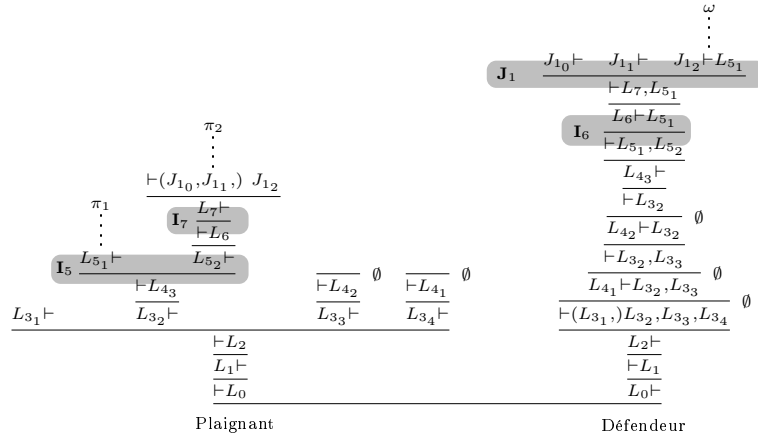 ω
J₁₀⊢ J₁₁⊢ J₁₂⊢L₅₁
J₁
⊢L₇,L₅₁
π₂
L₆⊢L₅₁
I₆
⊢L₅₁,L₅₂
⊢(J₁₀,J₁₁,) J₁₂
L₄₃⊢
π₁
⊢L₃₂
I₇ L₇⊢
∅
⊢L₆
L₄₂⊢L₃₂
L₅₁⊢ L₅₂⊢
I₅
⊢L₃₂,L₃₃
∅ ∅ ∅
⊢L₄₃ ⊢L₄₂ ⊢L₄₁ L₄₁⊢L₃₂,L₃₃
∅
L₃₁⊢ L₃₂⊢ L₃₃⊢ L₃₄⊢ ⊢(L₃₁,)L₃₂,L₃₃,L₃₄
⊢L₂ L₂⊢
L₁⊢ ⊢L₁
⊢L₀ L₀⊢
Plaignant Défendeur